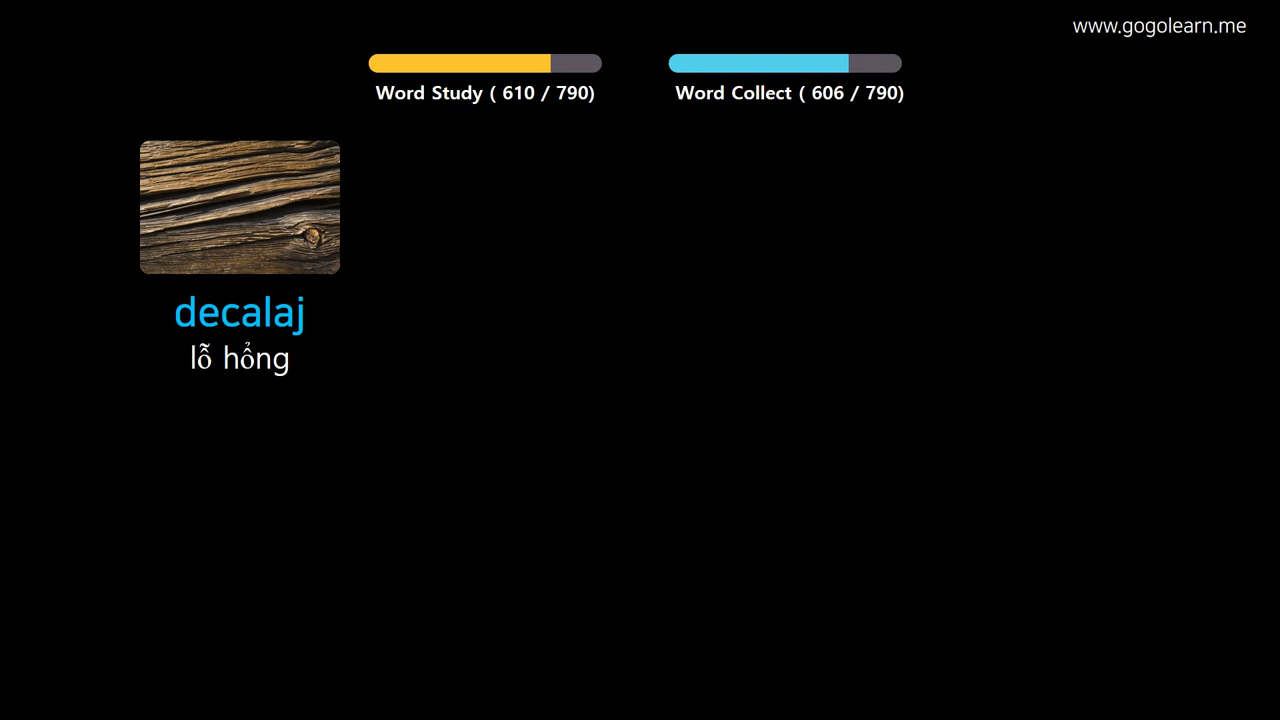 www.gogolearn.me
Word Study ( 610 / 790)
Word Collect ( 606 / 790)
decalaj
lỗ hổng